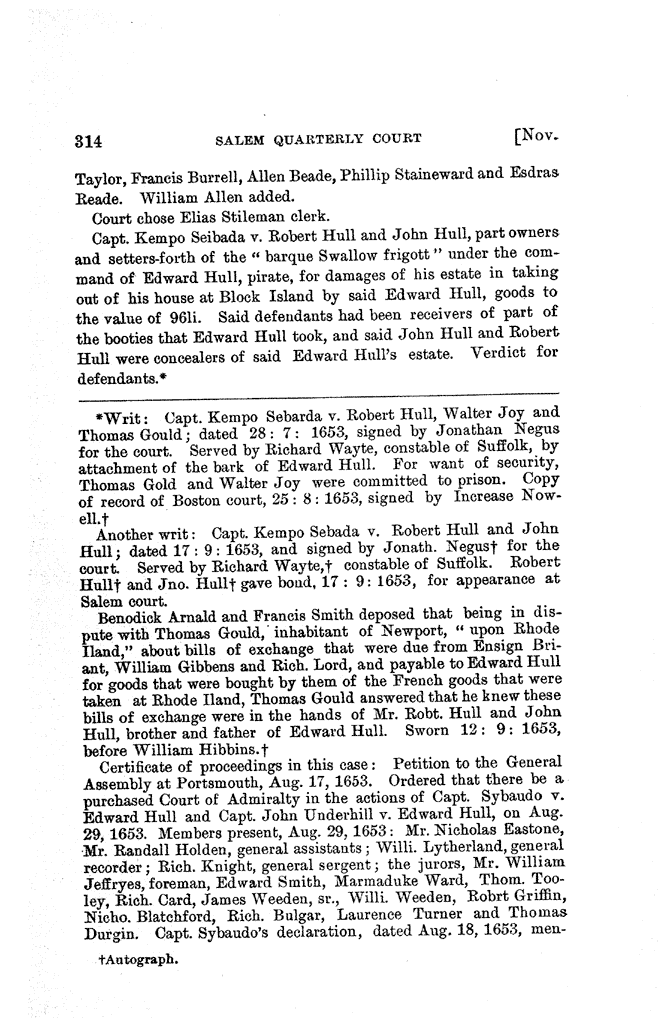 314 SALEM QUARTERLY COURT [Nov.
Taylor, Francis Burrell, Allen Beade, Phillip Staineward and Esdras
Reade. William Allen added.
Court chose Elias Stileman clerk.
Capt. Kempo Seibada v. Robert Hull and John Hull, part owners
and setters-forth of the " barque Swallow frigott" under the com-
mand of Edward Hull, pirate, for damages of his estate in taking
out of his house at Block Island by said Edward Hull, goods to
the value of 96li. Said defendants had been receivers of part of
the booties that Edward Hull took, and said John Hull and Robert
Hull were concealers of said Edward Hull's estate. Verdict for
defendants.*
*Writ: Capt. Kempo Sebarda v. Robert Hull, Walter Joy and
Thomas Gould; dated 28: 7: 1653, signed by Jonathan Negus
for the court. Served by Richard Wayte, constable of Suffolk, by
attachment of the bark of Edward Hull. For want of security,
Thomas Gold and Walter Joy were committed to prison. Copy
of record of Boston court, 25: 8: 1653, signed by Increase Now-
ell.†
Another writ: Capt. Kempo Sebada v. Robert Hull and John
Hull; dated 17: 9: 1653, and signed by Jonath. Negus† for the
court. Served by Richard Wayte,† constable of Suffolk. Robert
Hull† and Jno. Hull† gave bond, 17: 9: 1653, for appearance at
Salem court.
Benodick Arnald and Francis Smith deposed that being in dis-
pute with Thomas Gould, inhabitant of Newport, "upon Rhode
Iland," about bills of exchange that were due from Ensign Bri-
ant, William Gibbens and Rich. Lord, and payable to Edward Hull
for goods that were bought by them of the French goods that were
taken at Rhode Iland, Thomas Gould answered that he knew these
bills of exchange were in the hands of Mr. Robt. Hull and John
Hull, brother and father of Edward Hull. Sworn 12: 9: 1653,
before William Hibbins.†
Certificate of proceedings in this case: Petition to the General
Assembly at Portsmouth, Aug. 17, 1653. Ordered that there be a
purchased Court of Admiralty in the actions of Capt. Sybaudo v.
Edward Hull and Capt. John Underhill v. Edward Hull, on Aug.
29, 1653. Members present, Aug. 29, 1653: Mr. Nicholas Eastone,
Mr. Randall Holden, general assistants; Willi. Lytherland, general
recorder; Rich. Knight, general sergent; the jurors, Mr. William
Jeffryes, foreman, Edward Smith, Marmaduke Ward, Thom. Too-
ley, Rich. Card, James Weeden, sr., Willi. Weeden, Robrt Griffin,
Nicho. Blatchford, Rich. Bulgar, Laurence Turner and Thomas
Durgin. Capt. Sybaudo's declaration, dated Aug. 18, 1653, men-
†Autograph.